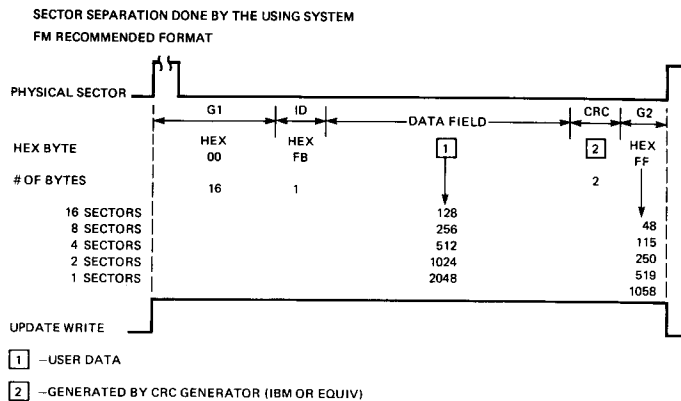 SECTOR SEPARATION DONE BY THE USING SYSTEM
FM RECOMMENDED FORMAT
PHYSICAL SECTOR
G1 ID DATA FIELD CRC G2
HEX BYTE HEX 00 HEX FB 1 2 HEX FF
# OF BYTES 16 1 2
16 SECTORS 128 48
8 SECTORS 256 115
4 SECTORS 512 250
2 SECTORS 1024 519
1 SECTORS 2048 1058
UPDATE WRITE
1 –USER DATA
2 –GENERATED BY CRC GENERATOR (IBM OR EQUIV)